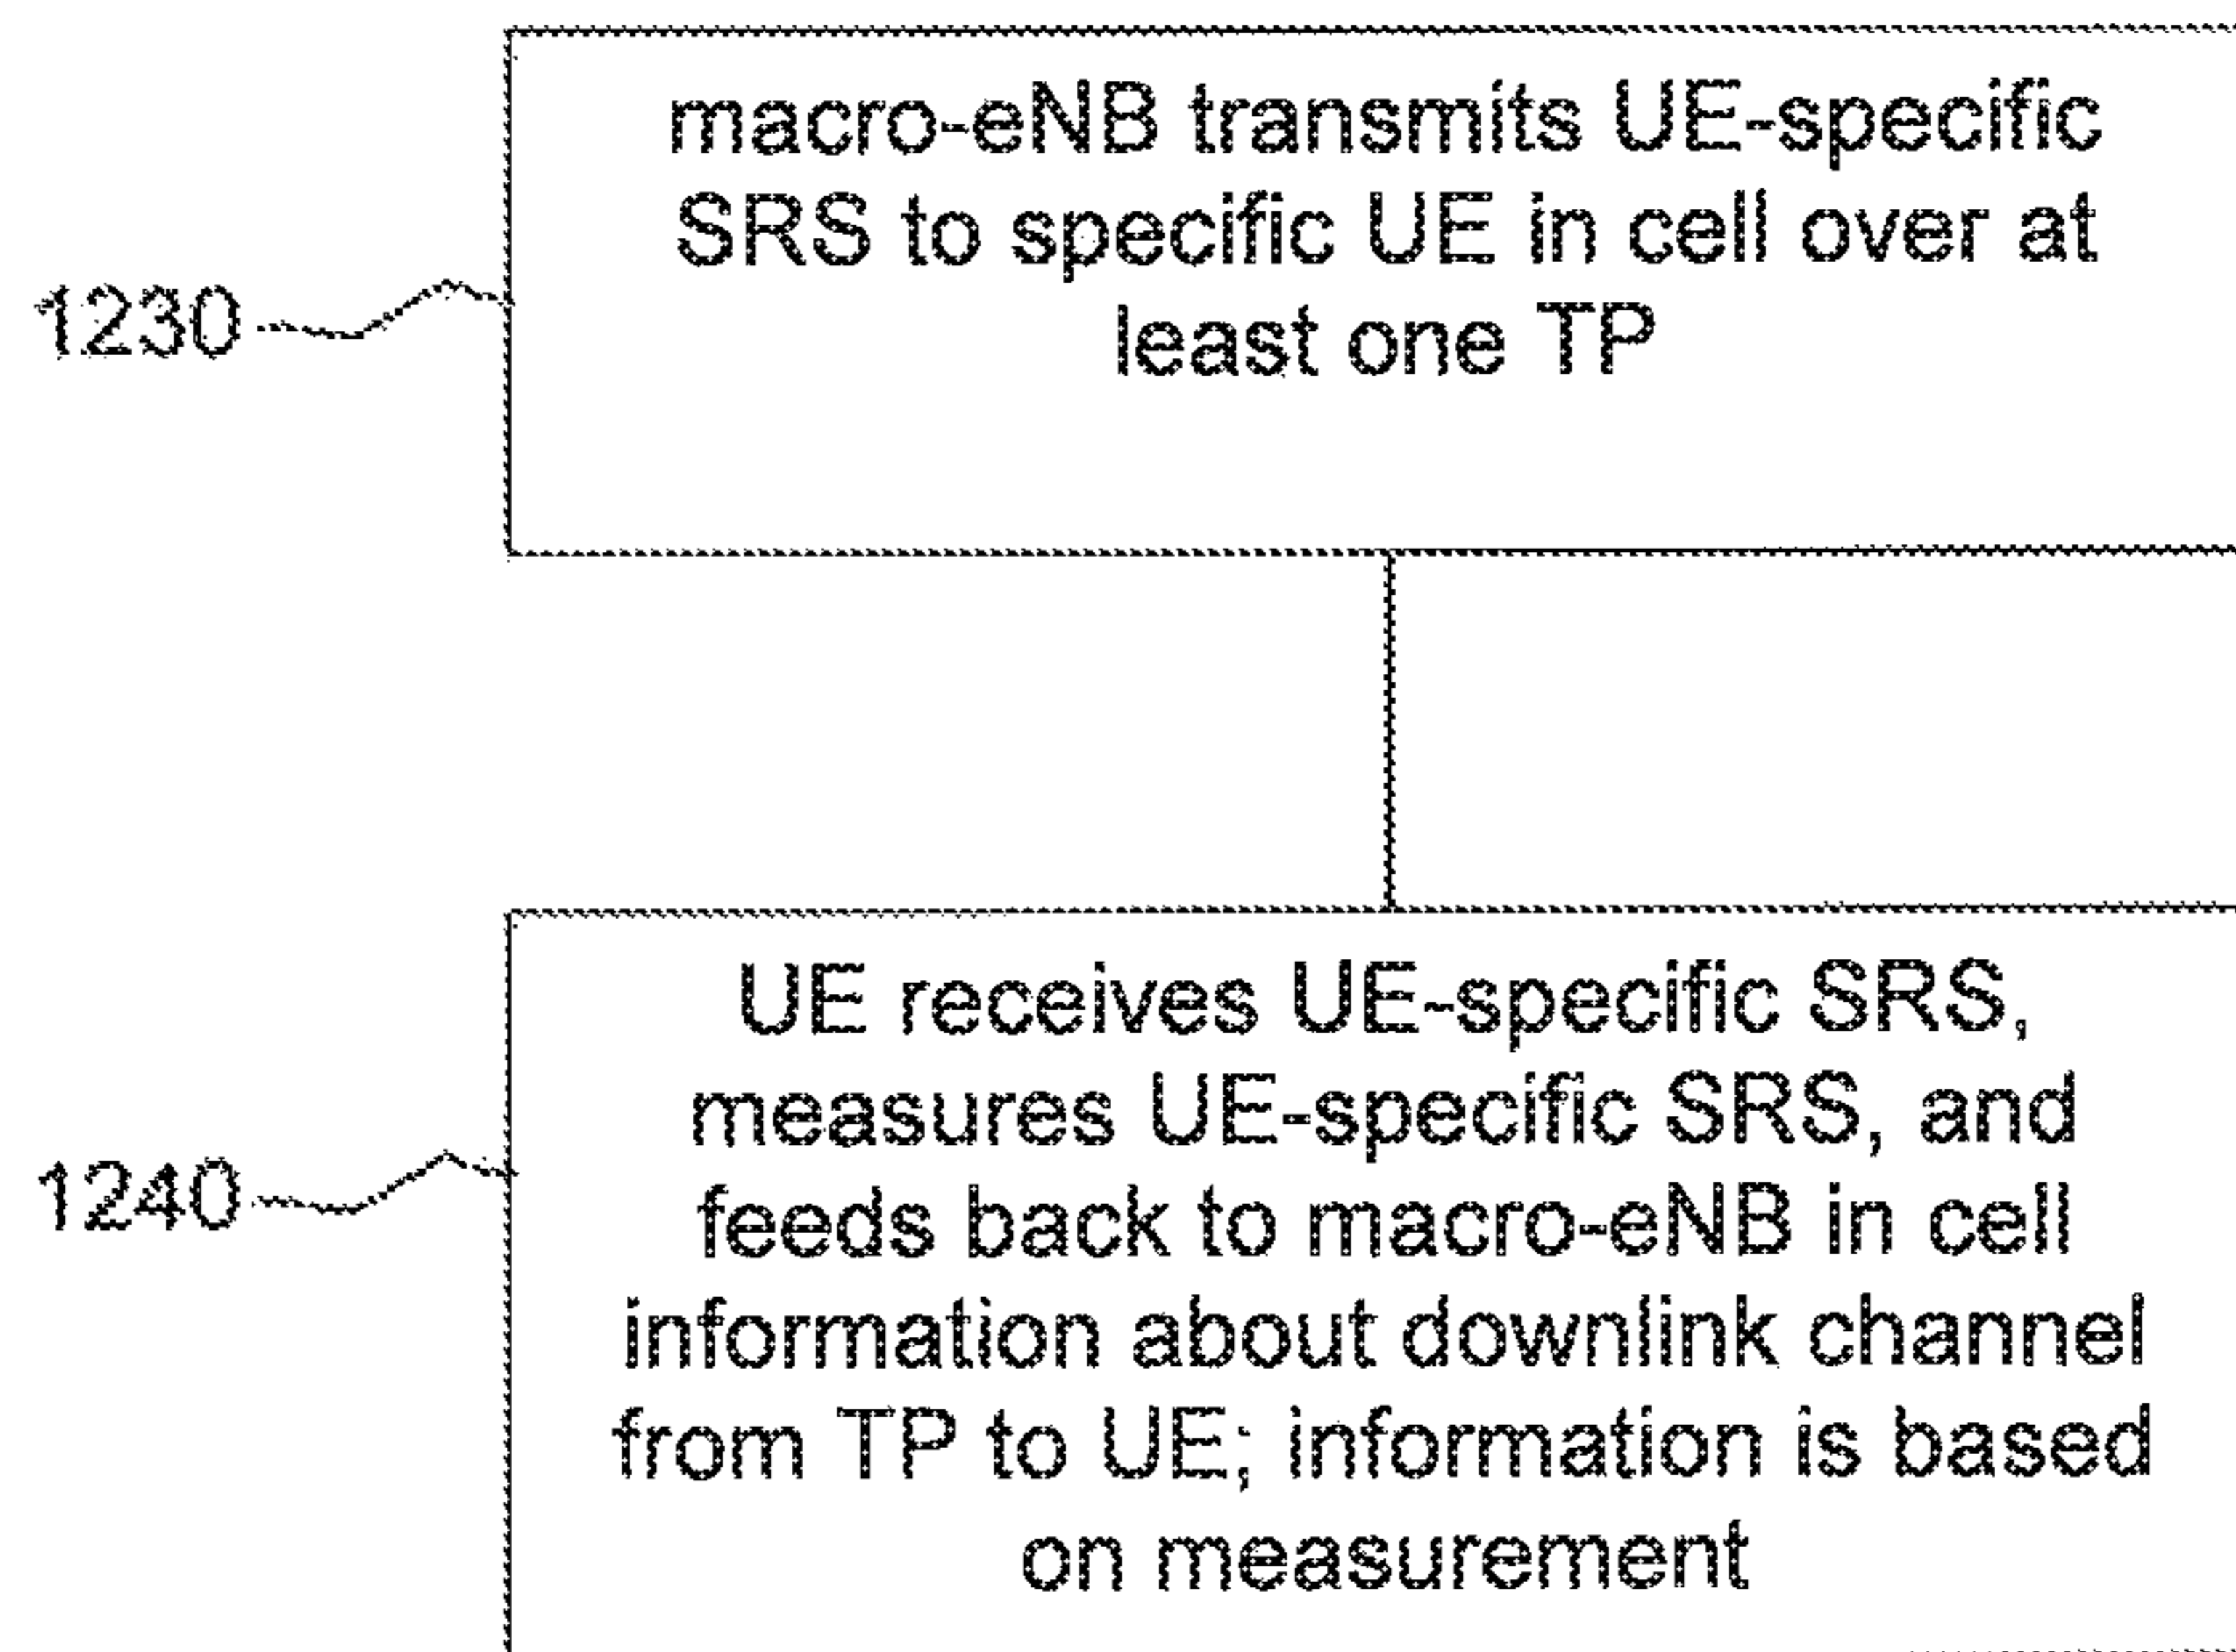 macro-eNB transmits UE-specific
SRS to specific UE in cell over at
least one TP
1230
UE receives UE-specific SRS,
measures UE-specific SRS, and
feeds back to macro-eNB in cell
information about downlink channel
from TP to UE; information is based
on measurement
1240